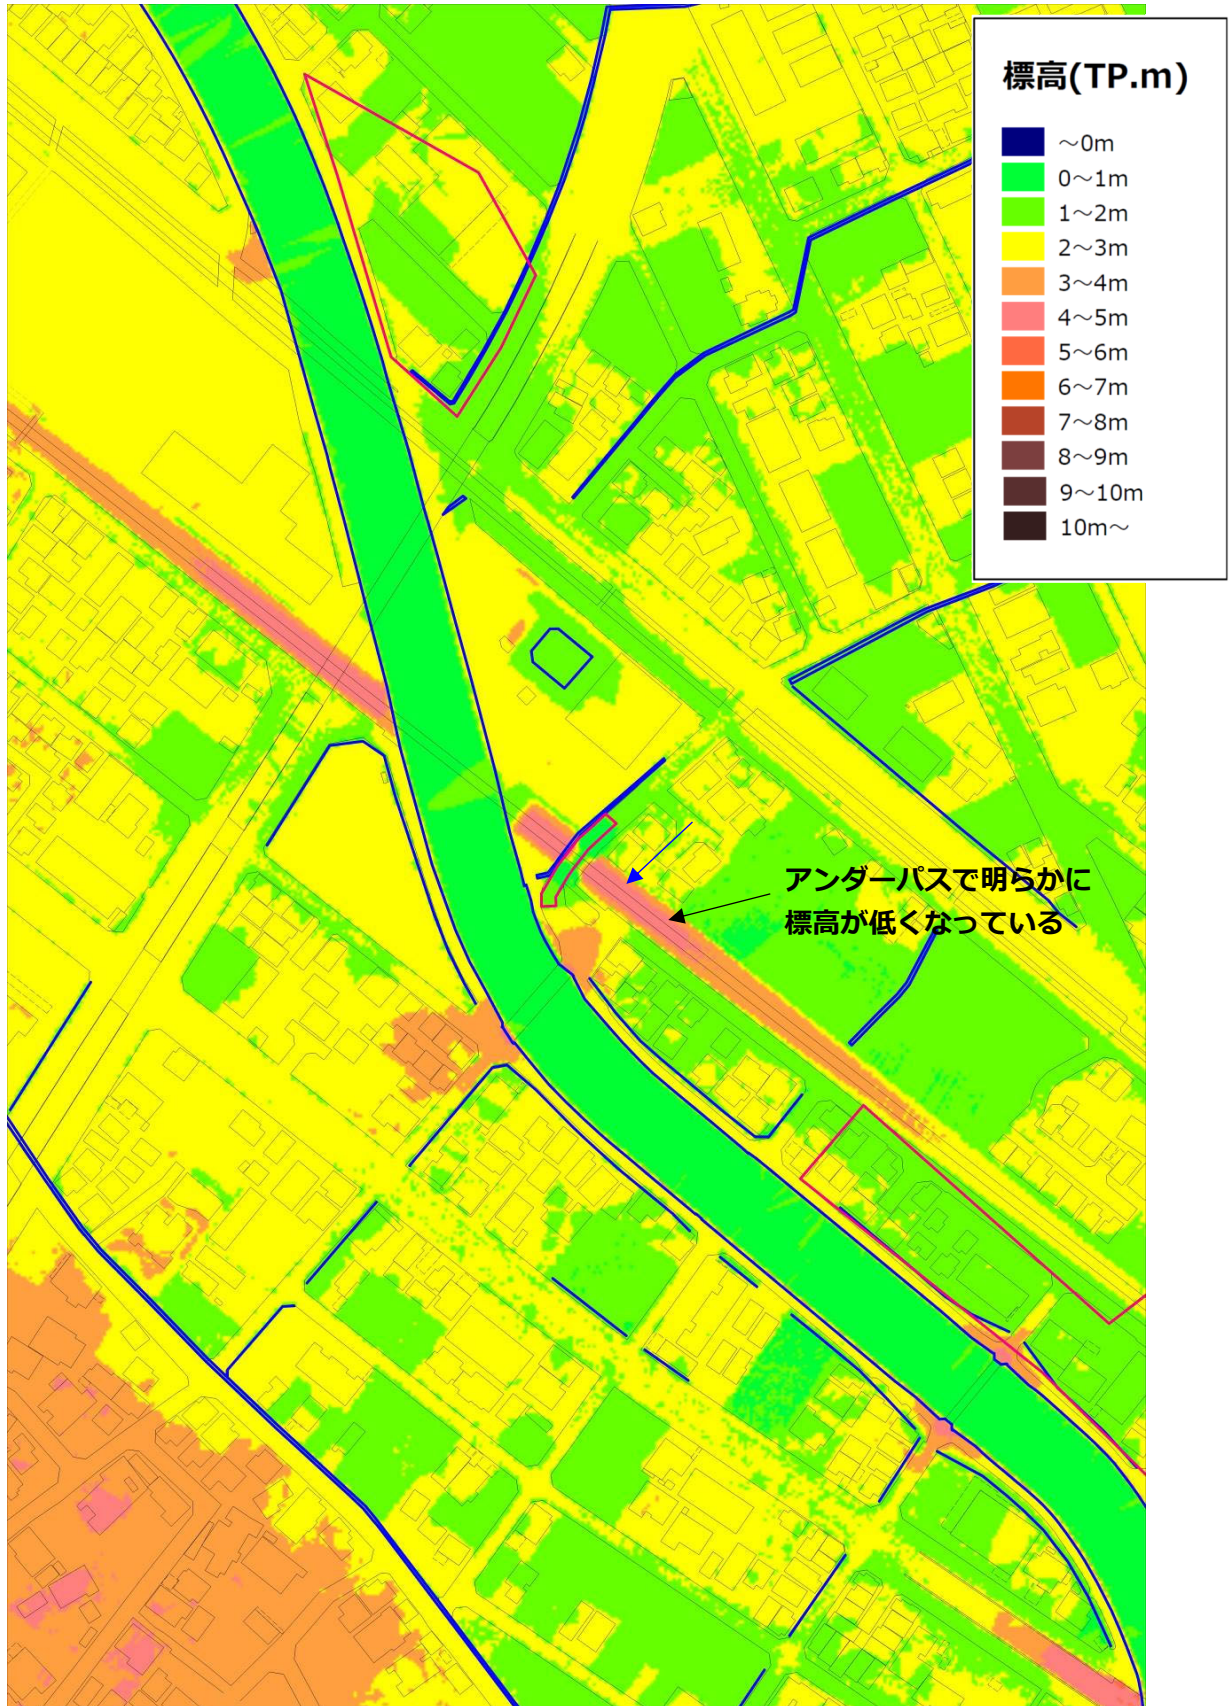 標高(TP.m)
～0m
0～1m
1～2m
2～3m
3～4m
4～5m
5～6m
6～7m
7～8m
8～9m
9～10m
10m～
アンダーパスで明らかに
標高が低くなっている